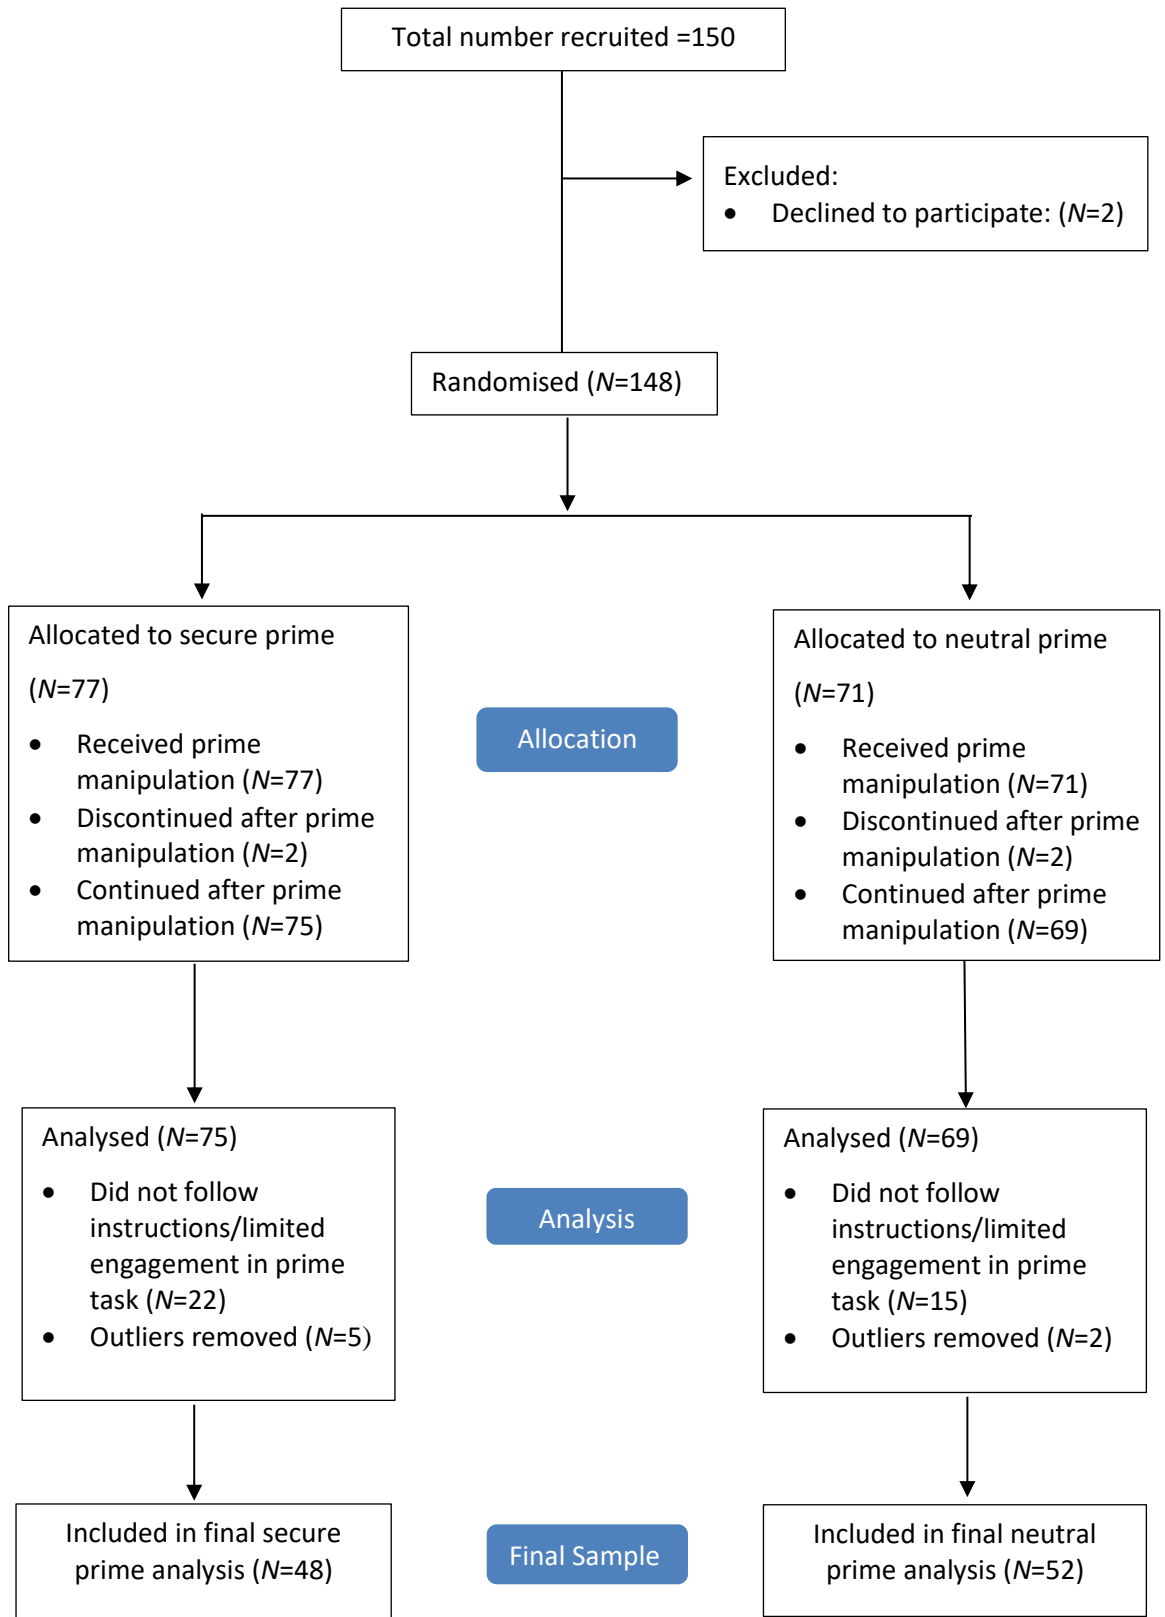 Total number recruited =150
Excluded:
• Declined to participate: (N=2)
Randomised (N=148)
Allocated to secure prime
(N=77)
• Received prime
manipulation (N=77)
• Discontinued after prime
manipulation (N=2)
• Continued after prime
manipulation (N=75)
Allocation
Allocated to neutral prime
(N=71)
• Received prime
manipulation (N=71)
• Discontinued after prime
manipulation (N=2)
• Continued after prime
manipulation (N=69)
Analysed (N=75)
• Did not follow
instructions/limited
engagement in prime
task (N=22)
• Outliers removed (N=5)
Analysis
Analysed (N=69)
• Did not follow
instructions/limited
engagement in prime
task (N=15)
• Outliers removed (N=2)
Included in final secure
prime analysis (N=48)
Final Sample
Included in final neutral
prime analysis (N=52)